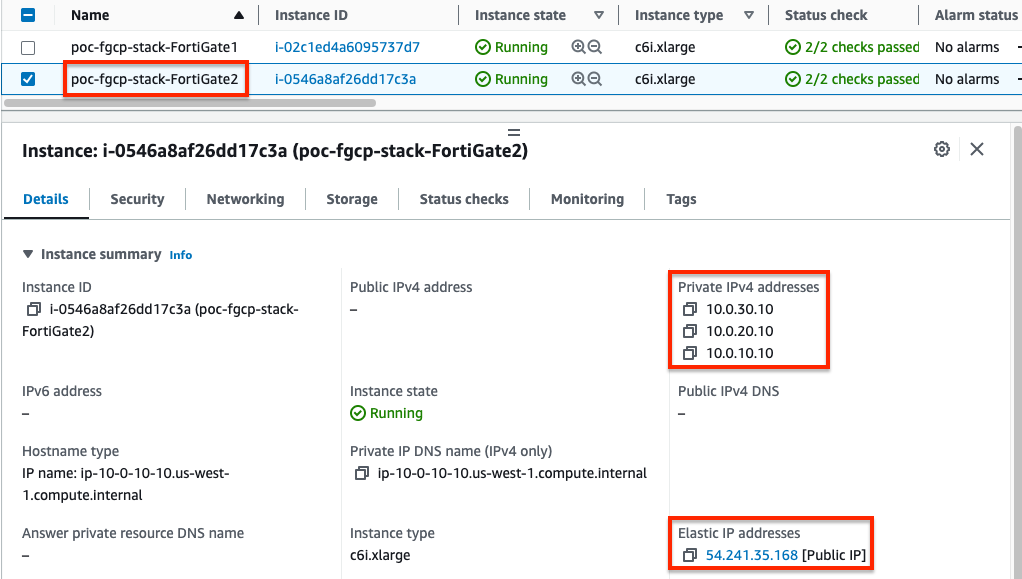 Name Instance ID Instance state Instance type Status check Alarm status
poc-fgcp-stack-FortiGate1 i-02c1ed4a6095737d7 Running c6i.xlarge 2/2 checks passed No alarms
poc-fgcp-stack-FortiGate2 i-0546a8af26dd17c3a Running c6i.xlarge 2/2 checks passed No alarms
Instance: i-0546a8af26dd17c3a (poc-fgcp-stack-FortiGate2)
Details Security Networking Storage Status checks Monitoring Tags
Instance summary Info
Instance ID
i-0546a8af26dd17c3a (poc-fgcp-stack-
FortiGate2)
Public IPv4 address
–
Private IPv4 addresses
10.0.30.10
10.0.20.10
10.0.10.10
IPv6 address
–
Instance state
Running
Public IPv4 DNS
–
Hostname type
IP name: ip-10-0-10-10.us-west-
1.compute.internal
Private IP DNS name (IPv4 only)
ip-10-0-10-10.us-west-1.compute.internal
Answer private resource DNS name
–
Instance type
c6i.xlarge
Elastic IP addresses
54.241.35.168 [Public IP]